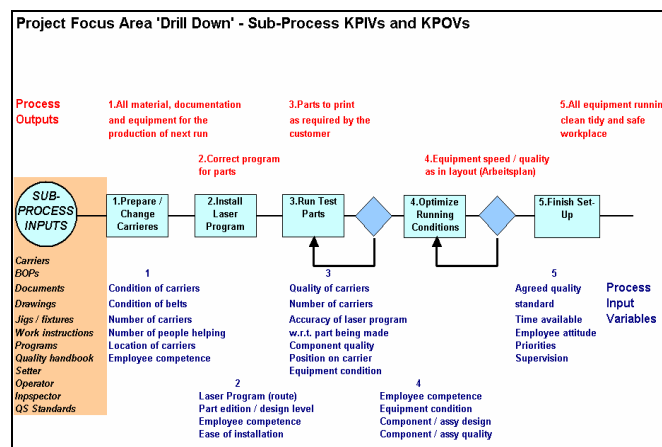 Project Focus Area 'Drill Down' - Sub-Process KPIVs and KPOVs
Process
Outputs
1.All material, documentation
and equipment for the
production of next run
3.Parts to print
as required by the
customer
5.All equipment runnin
clean tidy and safe
workplace
2.Correct program
for parts
4.Equipment speed / quality
as in layout (Arbeitsplan)
SUB-
PROCESS
INPUTS
1.Prepare /
Change
Carrieres
2.Install
Laser
Program
3.Run Test
Parts
4.Optimize
Running
Conditions
5.Finish Set-
Up
Carriers
BOPs
Documents
Drawings
Jigs / fixtures
Work instructions
Programs
Quality handbook
Setter
Operator
Inpspector
QS Standards
1
Condition of carriers
Condition of belts
Number of carriers
Number of people helping
Location of carriers
Employee competence
3
Quality of carriers
Number of carriers
Accuracy of laser program
w.r.t. part being made
Component quality
Position on carrier
Equipment condition
5
Agreed quality
standard
Time available
Employee attitude
Priorities
Supervision
Process
Input
Variables
2
Laser Program (route)
Part edition / design level
Employee competence
Ease of installation
4
Employee competence
Equipment condition
Component / assy design
Component / assy quality